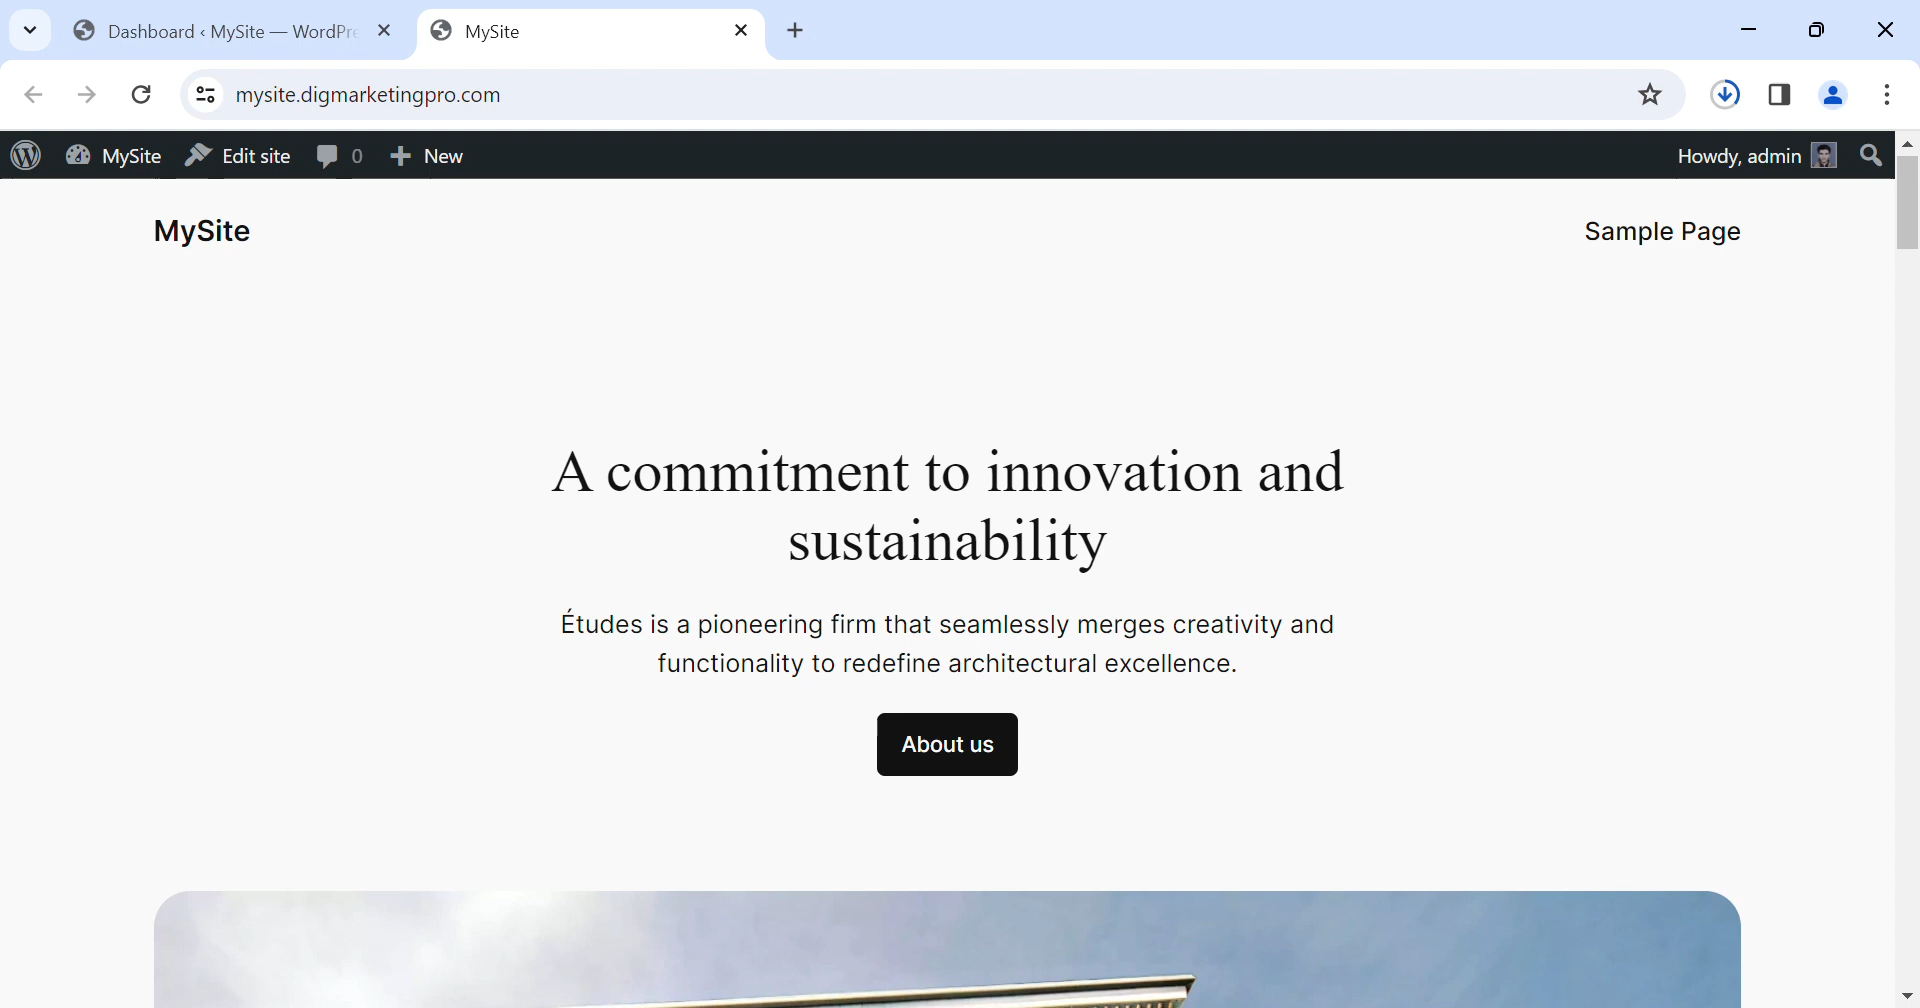 Dashboard ‹ MySite — WordPre
MySite
mysite.digmarketingpro.com
MySite
Edit site
0
New
Howdy, admin
MySite
Sample Page
A commitment to innovation and
sustainability
Études is a pioneering firm that seamlessly merges creativity and
functionality to redefine architectural excellence.
About us